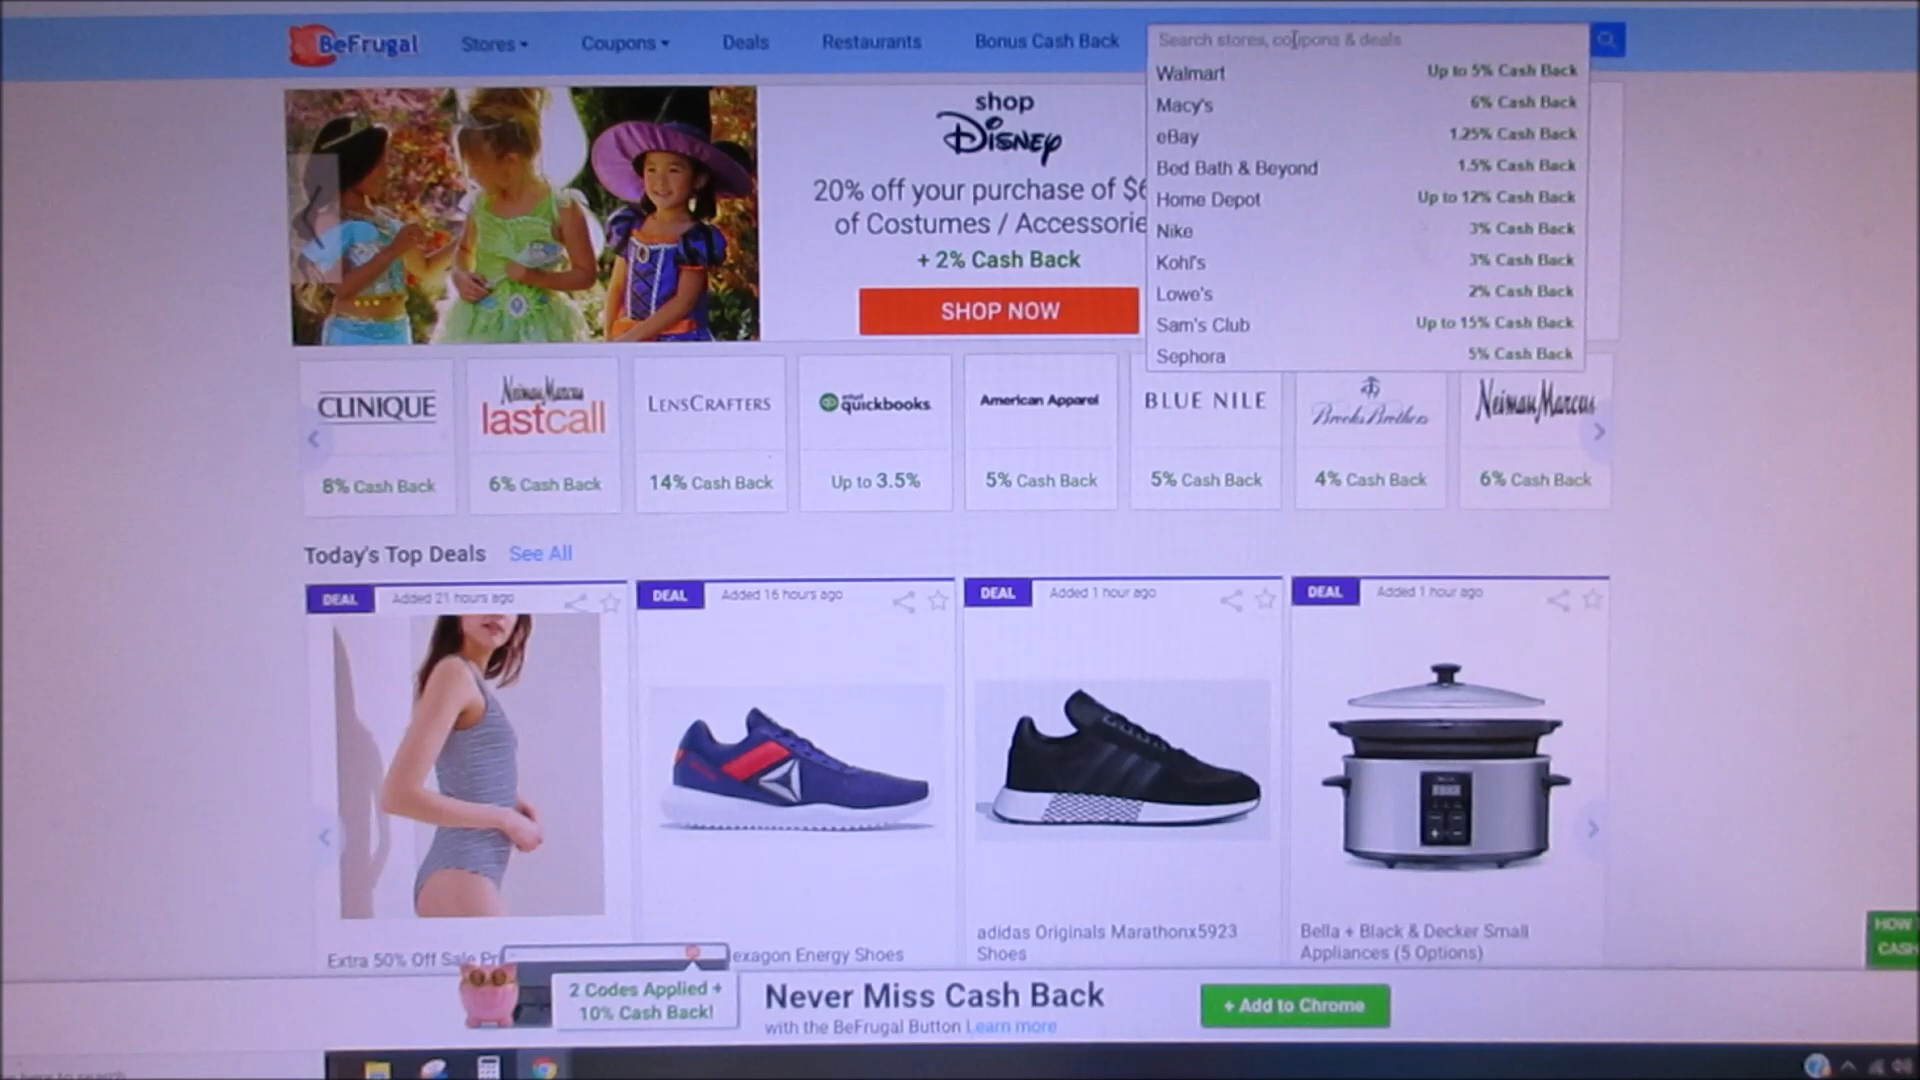 BeFrugal Stores Coupons Deals Restaurants Bonus Cash Back Search stores, coupons & deals
Walmart Up to 5% Cash Back
Macy's 6% Cash Back
eBay 1.25% Cash Back
Bed Bath & Beyond 1.5% Cash Back
Home Depot Up to 12% Cash Back
Nike 3% Cash Back
Kohl's 3% Cash Back
Lowe's 2% Cash Back
Sam's Club Up to 15% Cash Back
Sephora 5% Cash Back
shop
Disney
20% off your purchase of $6
of Costumes / Accessorie
+ 2% Cash Back
SHOP NOW
CLINIQUE
8% Cash Back
Neiman Marcus
lastcall
6% Cash Back
LENSCRAFTERS
14% Cash Back
quickbooks
Up to 3.5%
American Apparel
5% Cash Back
BLUE NILE
5% Cash Back
Brooks Brothers
4% Cash Back
Neiman Marcus
6% Cash Back
Today's Top Deals See All
DEAL Added 21 hours ago
Extra 50% Off Sale Pri
DEAL Added 16 hours ago
exagon Energy Shoes
DEAL Added 1 hour ago
adidas Originals Marathonx5923
Shoes
DEAL Added 1 hour ago
Bella + Black & Decker Small
Appliances (5 Options)
HOW
CASH
2 Codes Applied +
10% Cash Back!
Never Miss Cash Back
with the BeFrugal Button Learn more
+ Add to Chrome